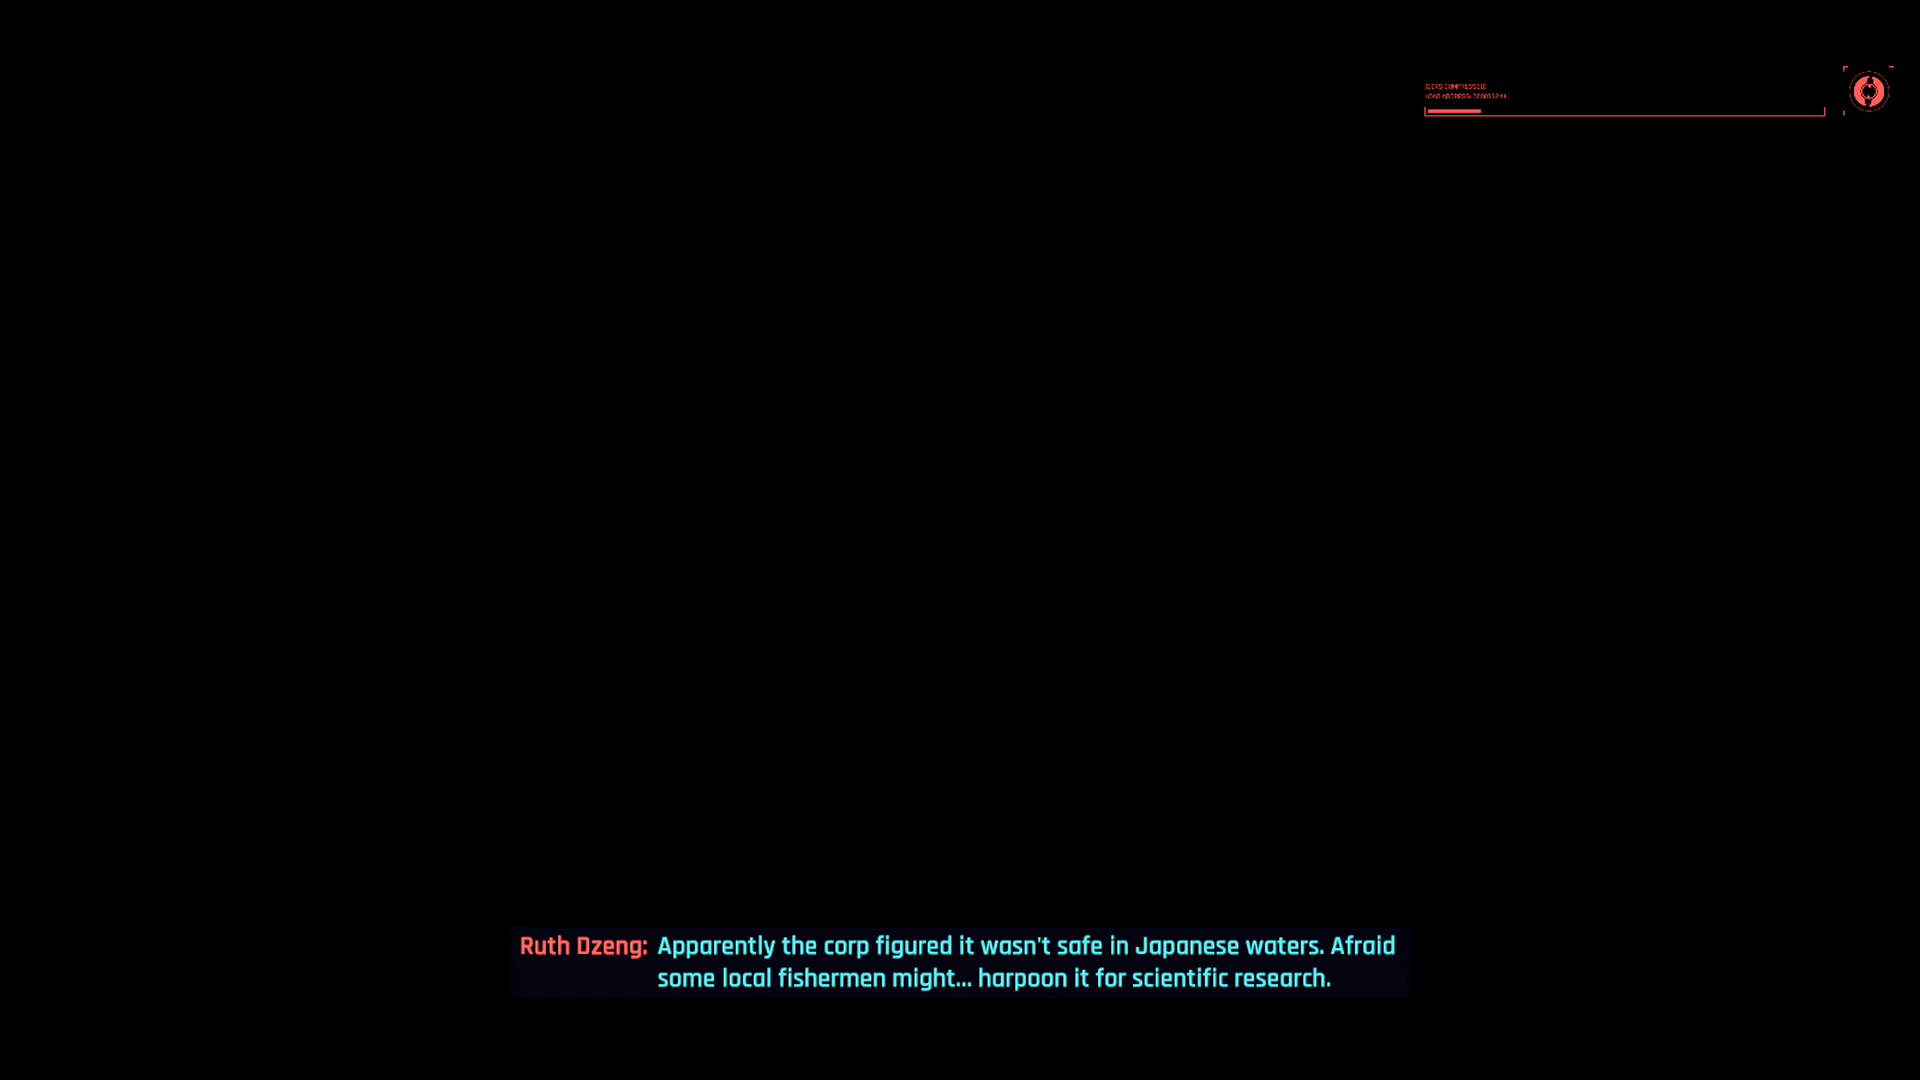 Ruth Dzeng: Apparently the corp figured it wasn't safe in Japanese waters. Afraid
some local fishermen might... harpoon it for scientific research.